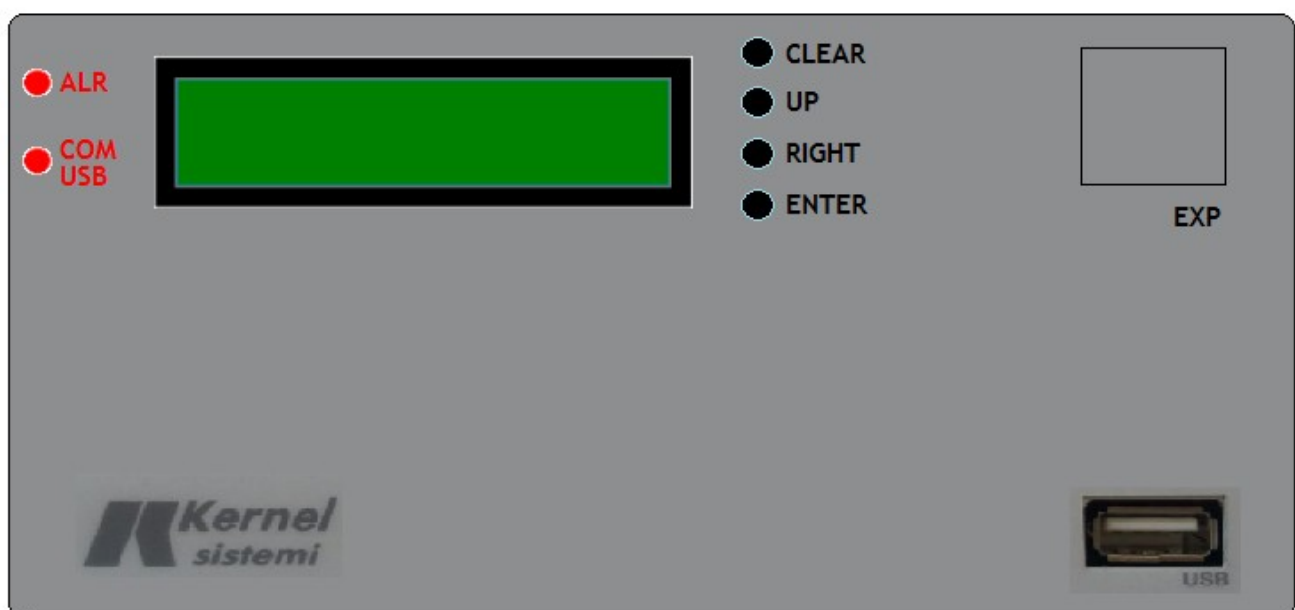 ALR
COM
USB
CLEAR
UP
RIGHT
ENTER
EXP
Kernel
sistemi
USB